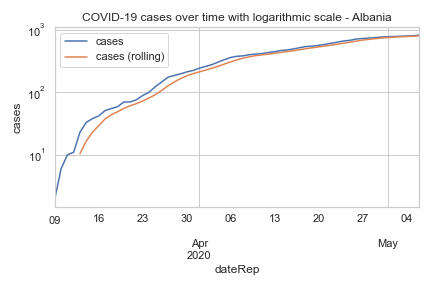 COVID-19 cases over time with logarithmic scale - Albania
cases
cases (rolling)
10³
10²
10¹
cases
09 16 23 30 06 13 20 27 04
Apr May
2020
dateRep